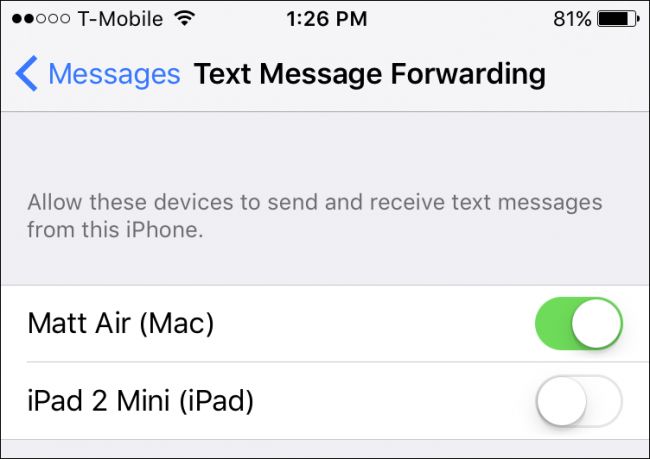 T-Mobile 1:26 PM 81%
Messages Text Message Forwarding
Allow these devices to send and receive text messages
from this iPhone.
Matt Air (Mac)
iPad 2 Mini (iPad)